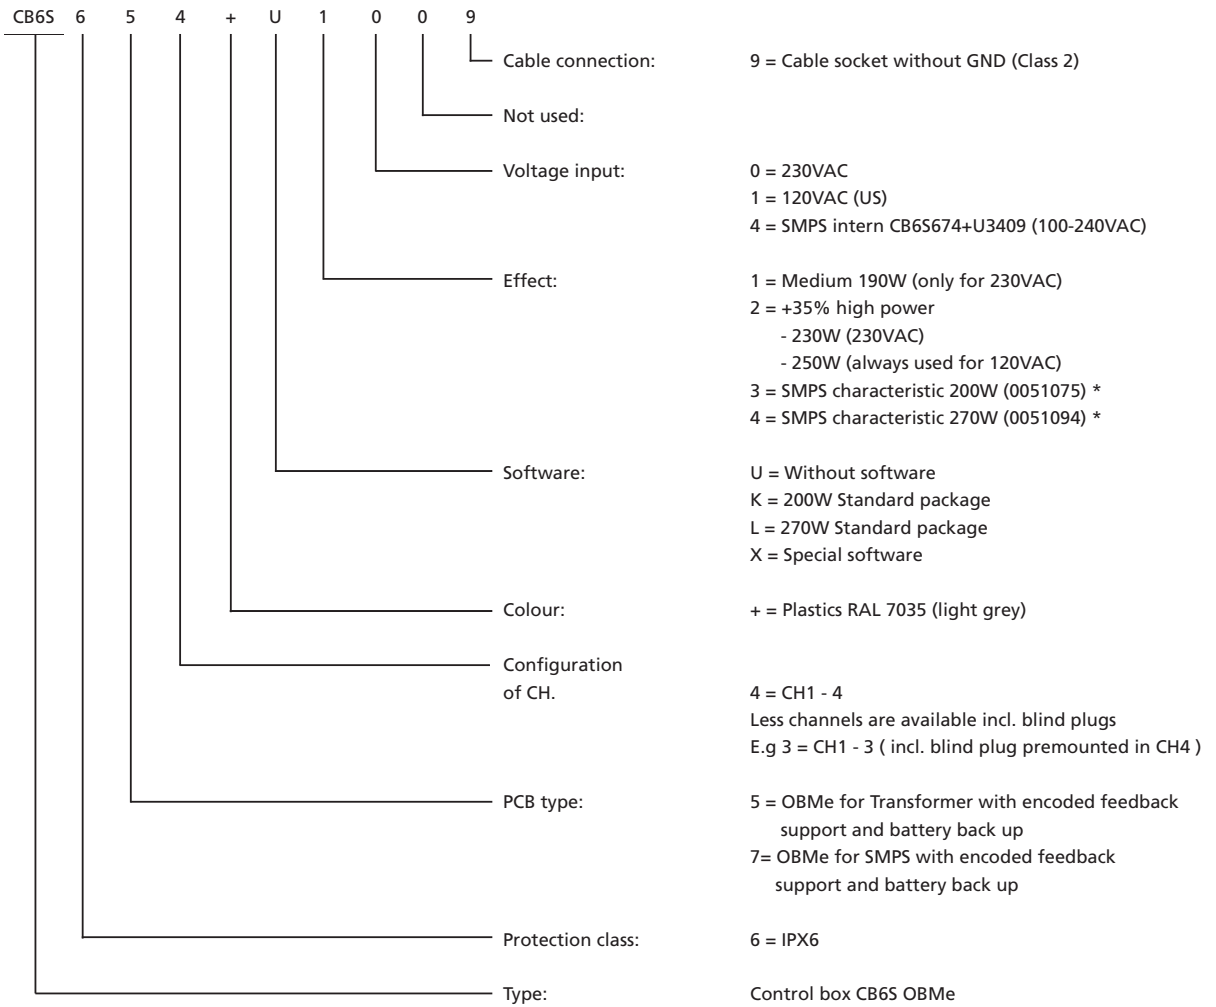 CB6S 6 5 4 + U 1 0 0 9
Cable connection: 9 = Cable socket without GND (Class 2)
Not used:
Voltage input: 0 = 230VAC
1 = 120VAC (US)
4 = SMPS intern CB6S674+U3409 (100-240VAC)
Effect: 1 = Medium 190W (only for 230VAC)
2 = +35% high power
- 230W (230VAC)
- 250W (always used for 120VAC)
3 = SMPS characteristic 200W (0051075) *
4 = SMPS characteristic 270W (0051094) *
Software: U = Without software
K = 200W Standard package
L = 270W Standard package
X = Special software
Colour: + = Plastics RAL 7035 (light grey)
Configuration
of CH. 4 = CH1 - 4
Less channels are available incl. blind plugs
E.g 3 = CH1 - 3 ( incl. blind plug premounted in CH4 )
PCB type: 5 = OBMe for Transformer with encoded feedback
support and battery back up
7= OBMe for SMPS with encoded feedback
support and battery back up
Protection class: 6 = IPX6
Type: Control box CB6S OBMe